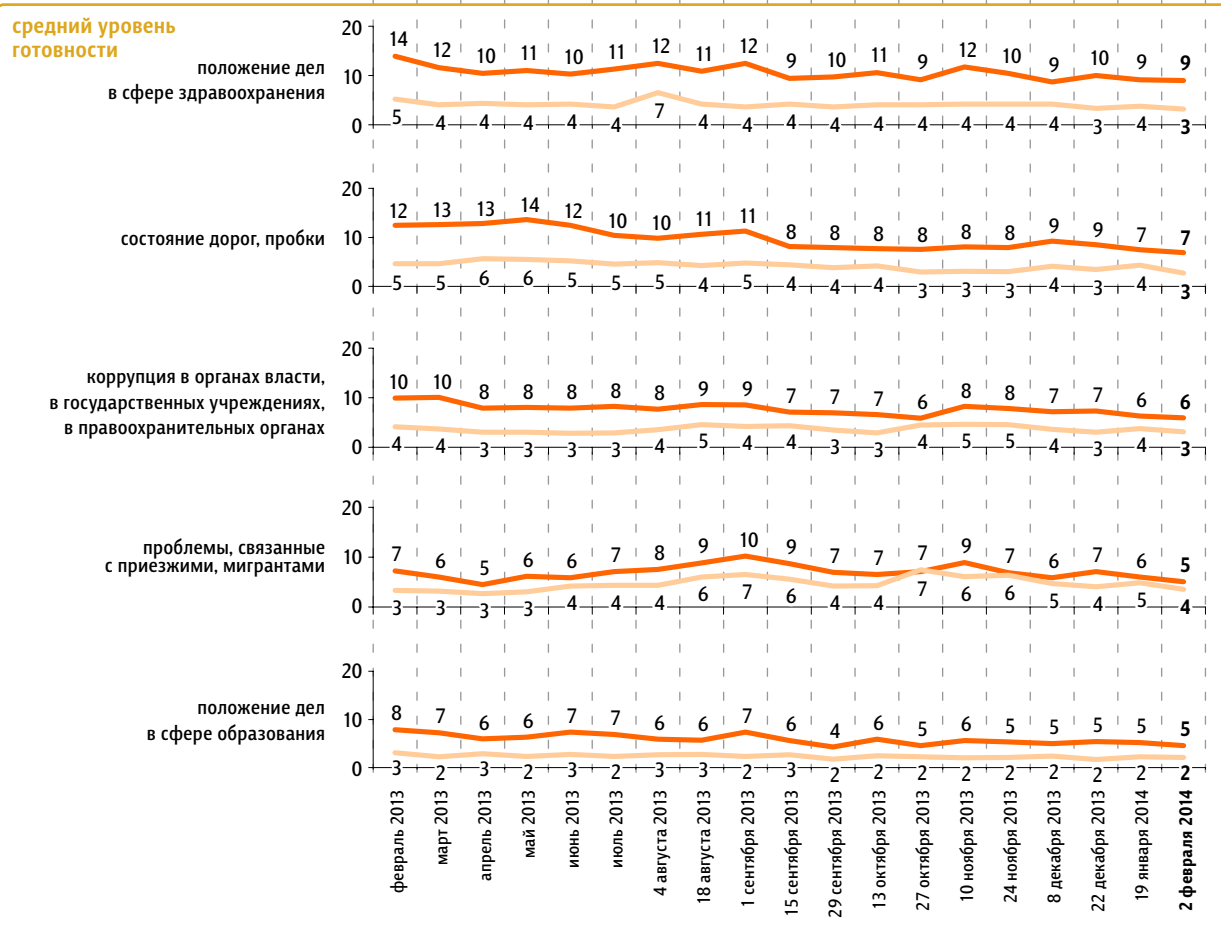 средний уровень
готовности
положение дел
в сфере здравоохранения
20
10
0
14 12 10 11 10 11 12 11 12 9 10 11 9 12 10 9 10 9 9
5 4 4 4 4 4 7 4 4 4 4 4 4 4 4 4 3 4 3
состояние дорог, пробки
20
10
0
12 13 13 14 12 10 10 11 11 8 8 8 8 8 8 9 9 7 7
5 5 6 6 5 5 5 4 5 4 4 4 3 3 3 4 3 4 3
коррупция в органах власти,
в государственных учреждениях,
в правоохранительных органах
20
10
0
10 10 8 8 8 8 8 9 9 7 7 7 6 8 8 7 7 6 6
4 4 3 3 3 3 4 5 4 4 3 3 4 5 5 4 3 4 3
проблемы, связанные
с приезжими, мигрантами
20
10
0
7 6 5 6 6 7 8 9 10 9 7 7 7 9 7 6 7 6 5
3 3 3 3 4 4 4 6 7 6 4 4 7 6 6 5 4 5 4
положение дел
в сфере образования
20
10
0
8 7 6 6 7 7 6 6 7 6 4 6 5 6 5 5 5 5 5
3 2 3 2 3 2 3 3 2 3 2 2 2 2 2 2 2 2 2
февраль 2013
март 2013
апрель 2013
май 2013
июнь 2013
июль 2013
4 августа 2013
18 августа 2013
1 сентября 2013
15 сентября 2013
29 сентября 2013
13 октября 2013
27 октября 2013
10 ноября 2013
24 ноября 2013
8 декабря 2013
22 декабря 2013
19 января 2014
2 февраля 2014